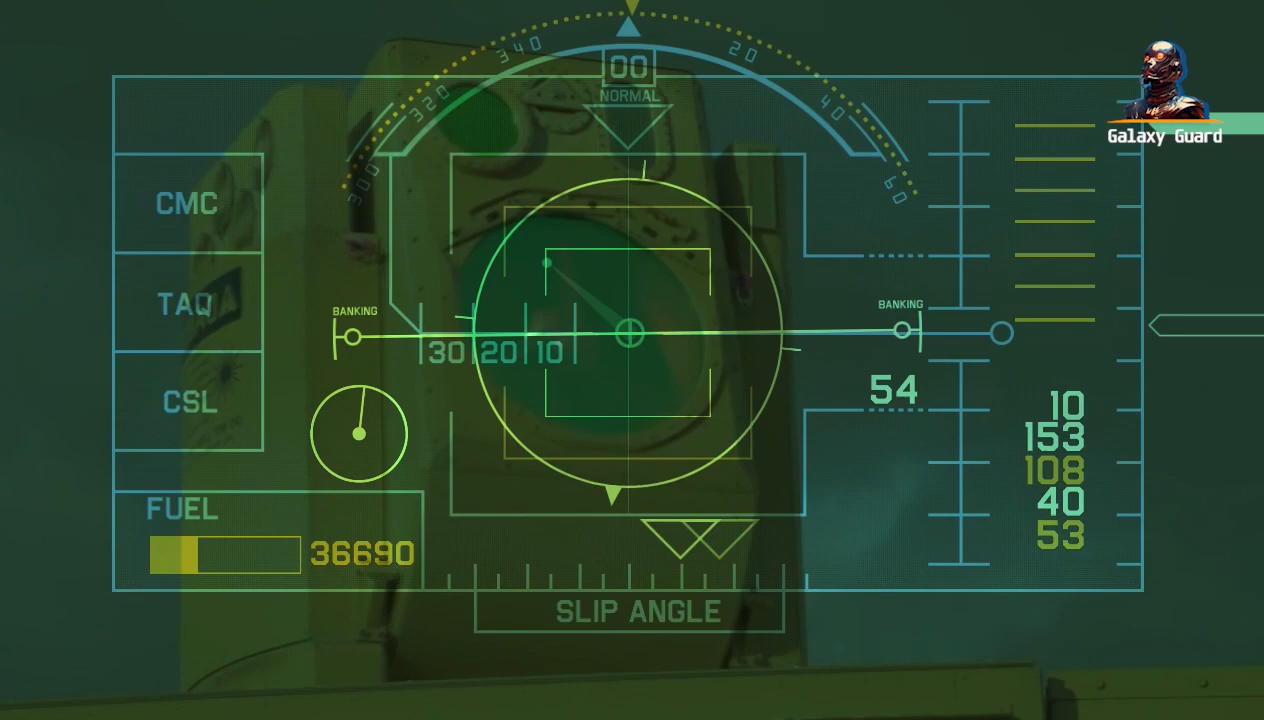 340
20
00
320
NORMAL
40
300
60
Galaxy Guard
CMC
TAQ
CSL
BANKING
BANKING
30 20 10
54
10
153
108
40
53
FUEL
36690
SLIP ANGLE